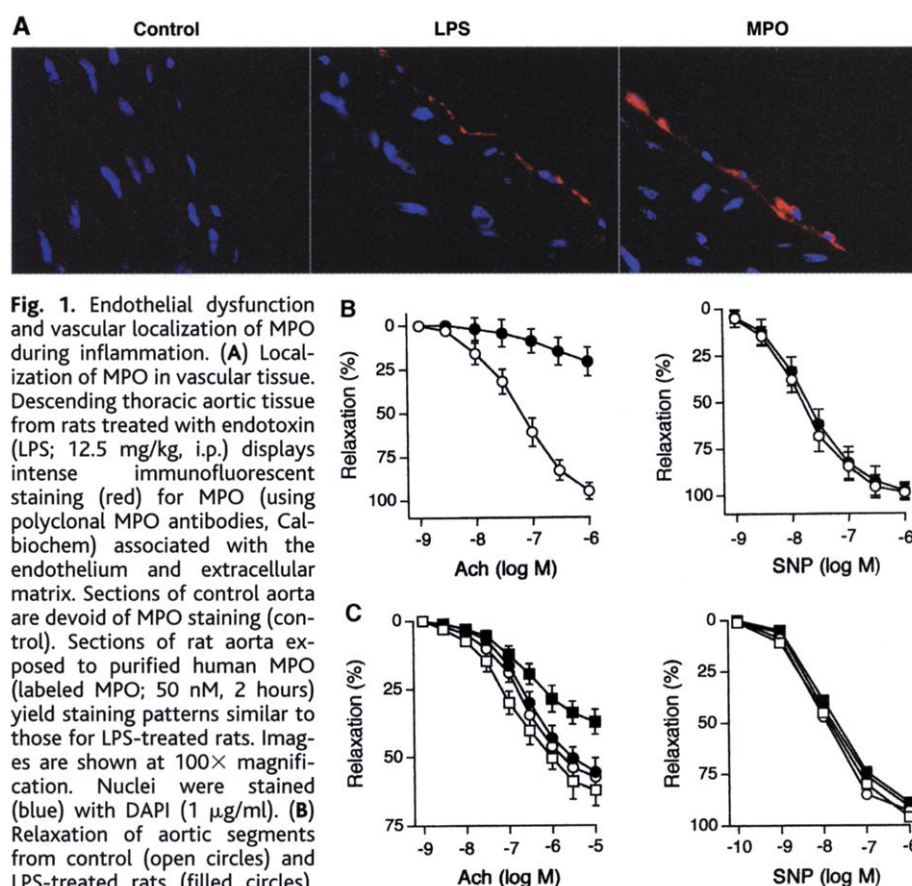 A
Control
LPS
MPO
Fig. 1. Endothelial dysfunction
and vascular localization of MPO
during inflammation. (A) Local-
ization of MPO in vascular tissue.
Descending thoracic aortic tissue
from rats treated with endotoxin
(LPS; 12.5 mg/kg, i.p.) displays
intense immunofluorescent
staining (red) for MPO (using
polyclonal MPO antibodies, Cal-
biochem) associated with the
endothelium and extracellular
matrix. Sections of control aorta
are devoid of MPO staining (con-
trol). Sections of rat aorta ex-
posed to purified human MPO
(labeled MPO; 50 nM, 2 hours)
yield staining patterns similar to
those for LPS-treated rats. Imag-
es are shown at 100× magnifi-
cation. Nuclei were stained
(blue) with DAPI (1 μg/ml). (B)
Relaxation of aortic segments
from control (open circles) and
LPS-treated rats (filled circles).
B
Relaxation (%)
0
25
50
75
100
-9 -8 -7 -6
Ach (log M)
Relaxation (%)
0
25
50
75
100
-9 -8 -7 -6
SNP (log M)
C
Relaxation (%)
0
25
50
75
-9 -8 -7 -6 -5
Ach (log M)
Relaxation (%)
0
25
50
75
100
-10 -9 -8 -7 -6
SNP (log M)